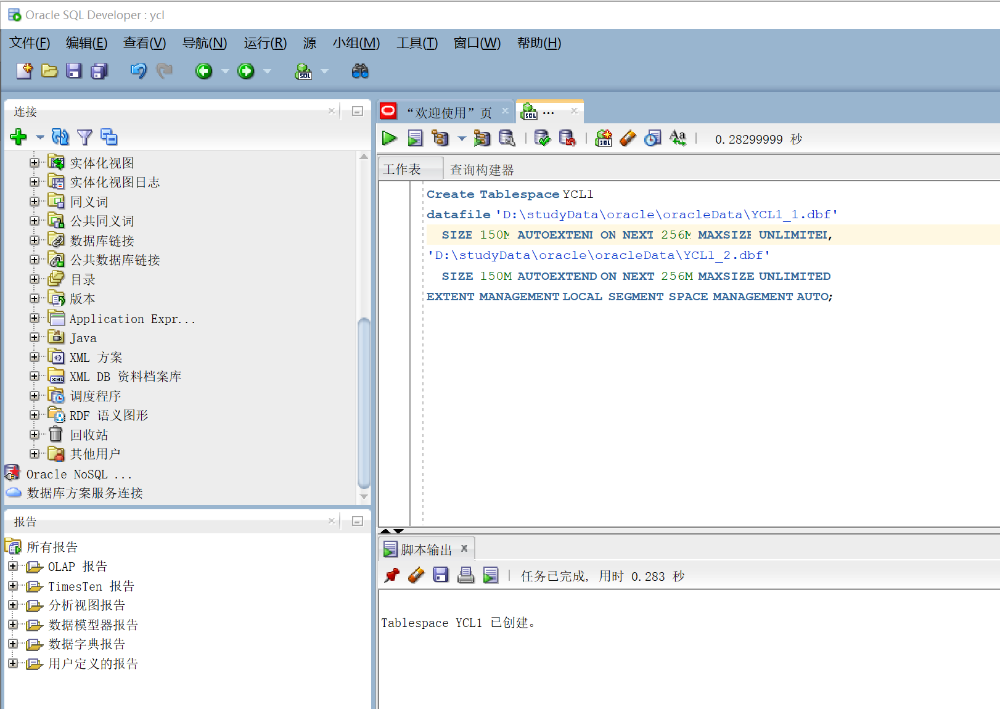 Oracle SQL Developer : ycl
文件(F) 编辑(E) 查看(V) 导航(N) 运行(R) 源 小组(M) 工具(T) 窗口(W) 帮助(H)
连接
实体化视图
实体化视图日志
同义词
公共同义词
数据库链接
公共数据库链接
目录
版本
Application Expr...
Java
XML 方案
XML DB 资料档案库
调度程序
RDF 语义图形
回收站
其他用户
Oracle NoSQL ...
数据库方案服务连接
报告
所有报告
OLAP 报告
TimesTen 报告
分析视图报告
数据模型器报告
数据字典报告
用户定义的报告
“欢迎使用”页
...
0.28299999 秒
工作表 查询构建器
Create Tablespace YCL1
datafile 'D:\studyData\oracle\oracleData\YCL1_1.dbf'
SIZE 150M AUTOEXTEND ON NEXT 256M MAXSIZE UNLIMITED,
'D:\studyData\oracle\oracleData\YCL1_2.dbf'
SIZE 150M AUTOEXTEND ON NEXT 256M MAXSIZE UNLIMITED
EXTENT MANAGEMENT LOCAL SEGMENT SPACE MANAGEMENT AUTO;
脚本输出
任务已完成, 用时 0.283 秒
Tablespace YCL1 已创建。